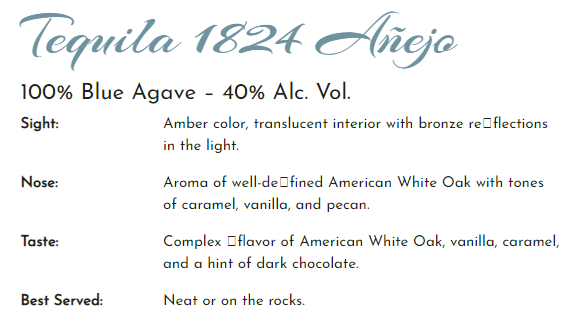 Tequila 1824 Añejo
100% Blue Agave – 40% Alc. Vol.
Sight: Amber color, translucent interior with bronze re□flections
in the light.
Nose: Aroma of well-de□fined American White Oak with tones
of caramel, vanilla, and pecan.
Taste: Complex □flavor of American White Oak, vanilla, caramel,
and a hint of dark chocolate.
Best Served: Neat or on the rocks.